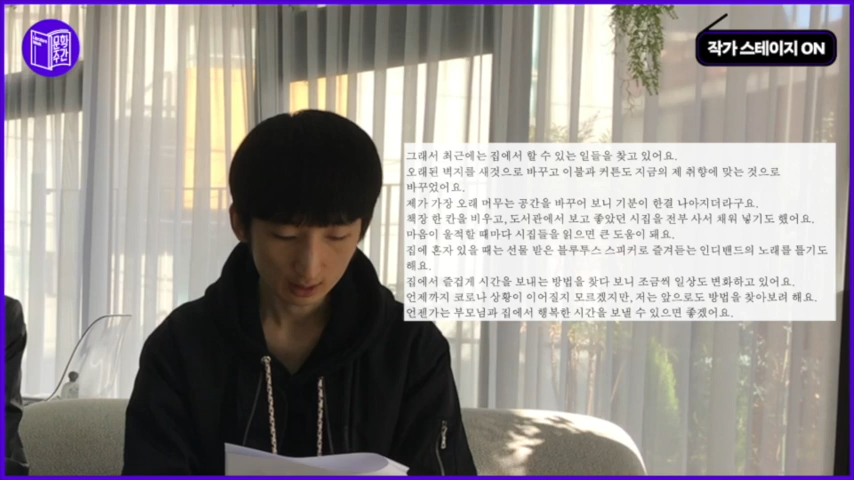 문학
주간
작가 스테이지 ON
그래서 최근에는 집에서 할 수 있는 일들을 찾고 있어요.
오래된 벽지를 새것으로 바꾸고 이불과 커튼도 지금의 제 취향에 맞는 것으로
바꾸었어요.
제가 가장 오래 머무는 공간을 바꾸어 보니 기분이 한결 나아지더라구요.
책장 한 칸을 비우고, 도서관에서 보고 좋았던 시집을 전부 사서 채워 넣기도 했어요.
마음이 울적할 때마다 시집들을 읽으면 큰 도움이 돼요.
집에 혼자 있을 때는 선물 받은 블루투스 스피커로 즐겨듣는 인디밴드의 노래를 틀기도
해요.
집에서 즐겁게 시간을 보내는 방법을 찾다 보니 조금씩 일상도 변화하고 있어요.
언제까지 코로나 상황이 이어질지 모르겠지만, 저는 앞으로도 방법을 찾아보려 해요.
언젠가는 부모님과 집에서 행복한 시간을 보낼 수 있으면 좋겠어요.